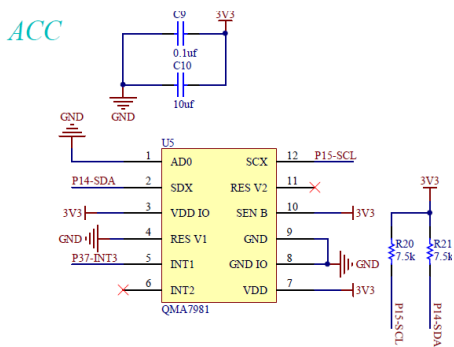 ACC
C9
3V3
0.1uf
C10
10uf
GND
GND
U5
1 AD0 SCX 12 P15-SCL
P14-SDA 2 SDX RES V2 11
3V3 3 VDD IO SEN B 10 3V3
GND 4 RES V1 GND 9
P37-INT3 5 INT1 GND IO 8 GND
6 INT2 VDD 7 3V3
QMA7981
3V3
R20 R21
7.5k 7.5k
P15-SCL
P14-SDA